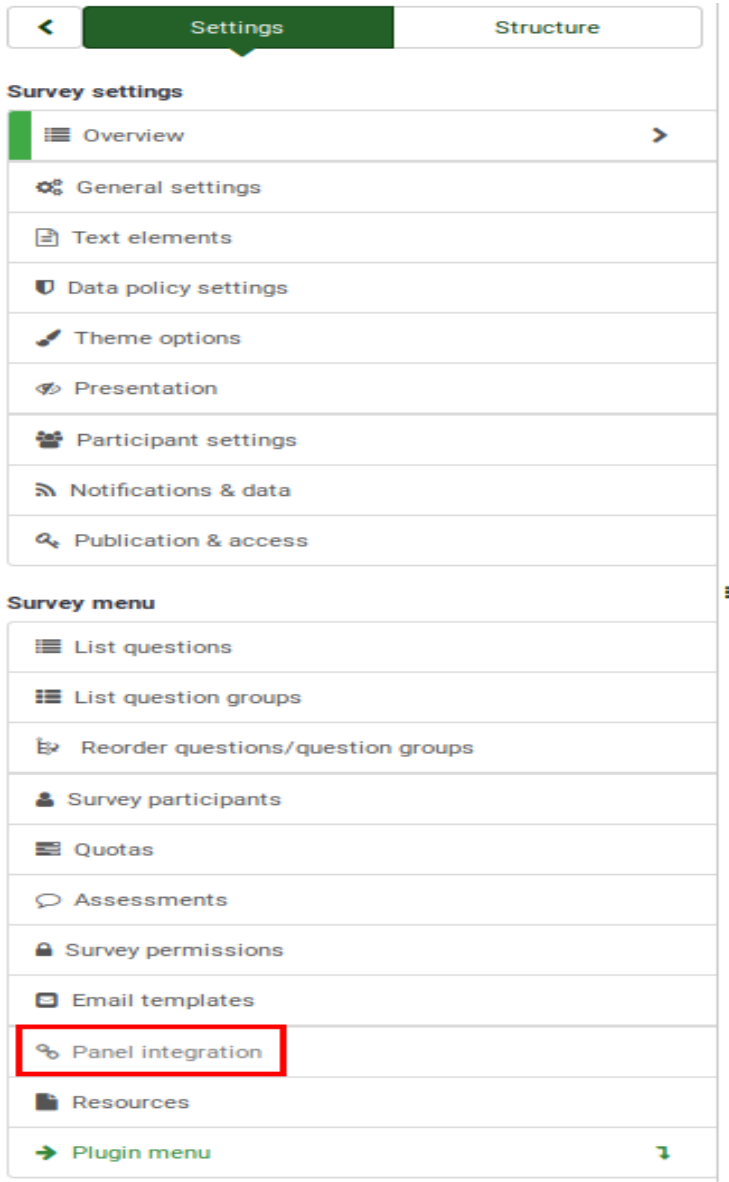 Settings
Structure
Survey settings
Overview
General settings
Text elements
Data policy settings
Theme options
Presentation
Participant settings
Notifications & data
Publication & access
Survey menu
List questions
List question groups
Reorder questions/question groups
Survey participants
Quotas
Assessments
Survey permissions
Email templates
Panel integration
Resources
Plugin menu